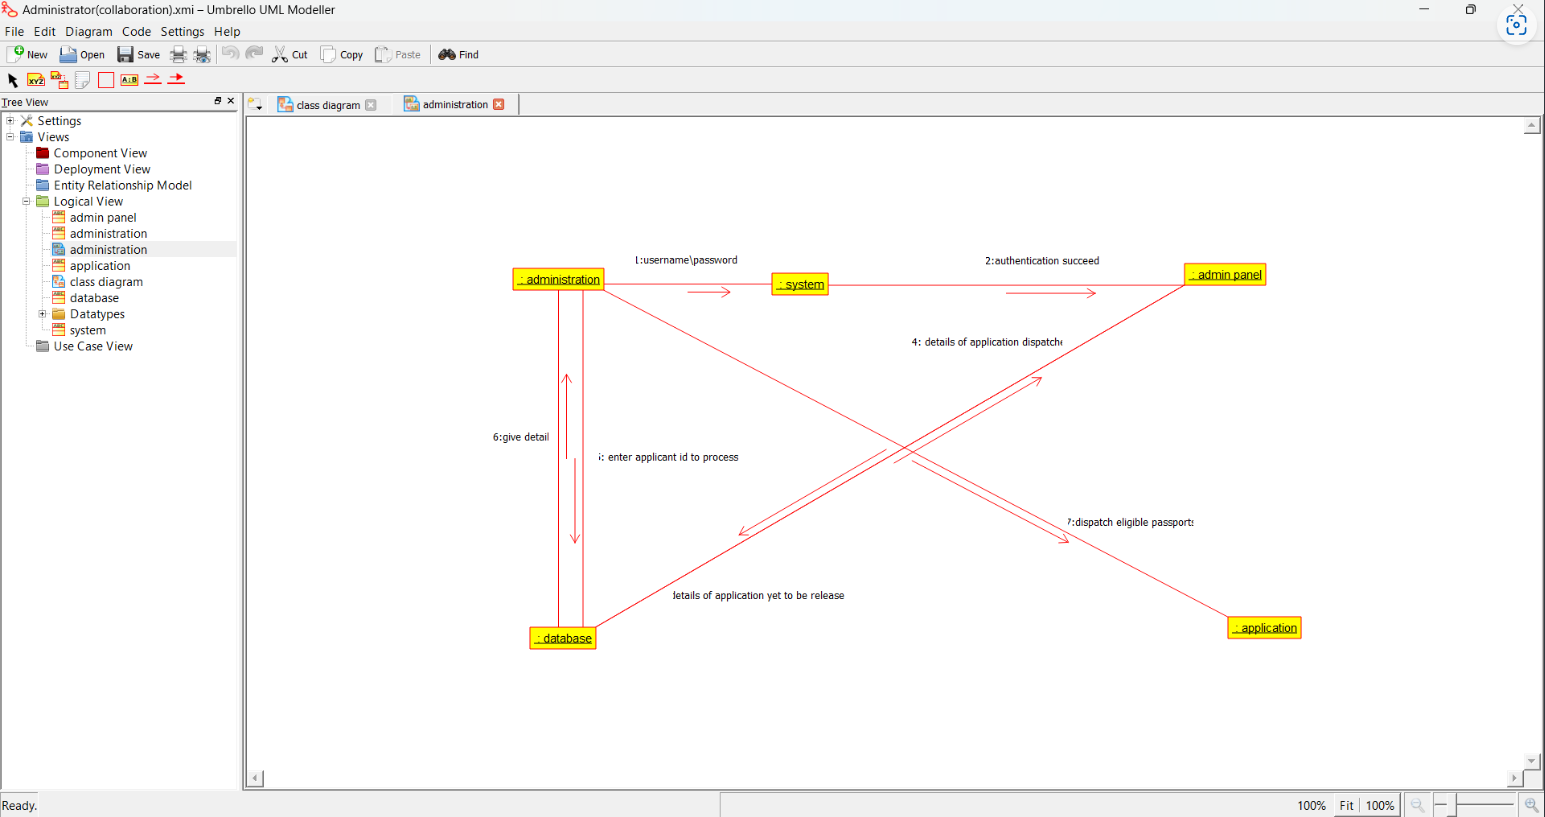 Administrator(collaboration).xmi – Umbrello UML Modeller
File Edit Diagram Code Settings Help
New Open Save Cut Copy Paste Find
XYZ A↕B
Tree View
class diagram administration
Settings
Views
Component View
Deployment View
Entity Relationship Model
Logical View
admin panel
administration
administration
application
class diagram
database
Datatypes
system
Use Case View
1:username\password
2:authentication succeed
: administration
: system
: admin panel
4: details of application dispatche
6:give detail
: enter applicant id to process
7:dispatch eligible passports
details of application yet to be release
: database
: application
Ready.
100% Fit 100%